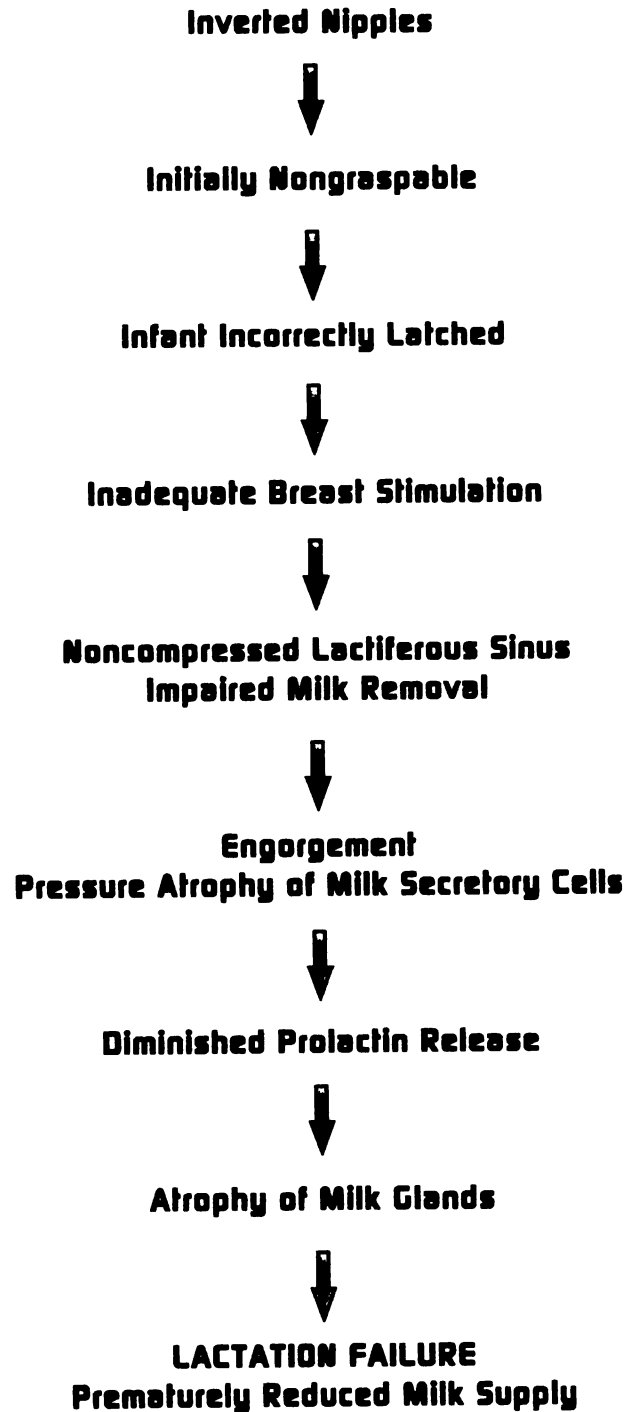 Inverted Nipples
Initially Nongraspable
Infant Incorrectly Latched
Inadequate Breast Stimulation
Noncompressed Lactiferous Sinus
Impaired Milk Removal
Engorgement
Pressure Atrophy of Milk Secretory Cells
Diminished Prolactin Release
Atrophy of Milk Glands
LACTATION FAILURE
Prematurely Reduced Milk Supply